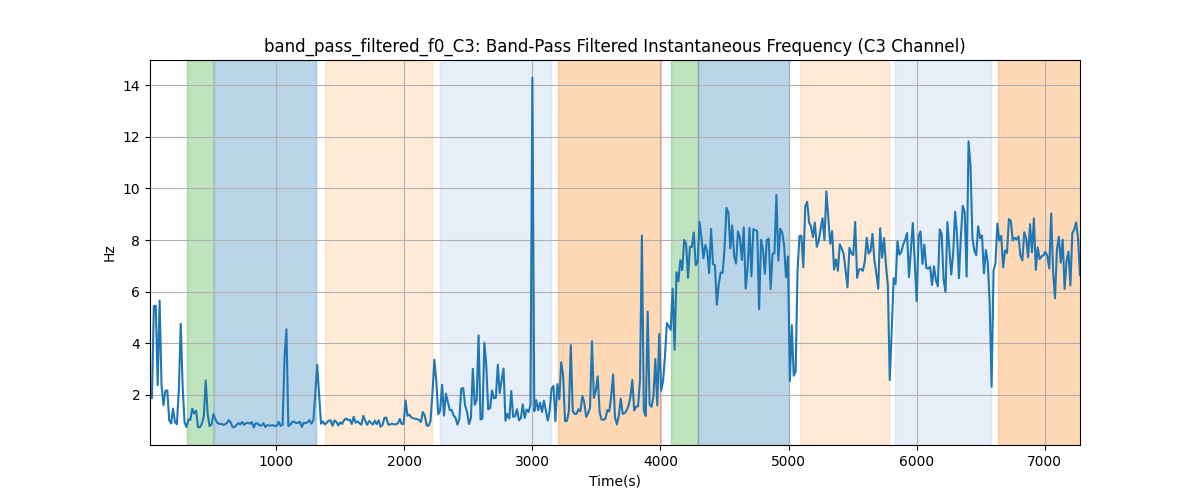 band_pass_filtered_f0_C3: Band-Pass Filtered Instantaneous Frequency (C3 Channel)
14
12
10
8
6
4
2
Hz
1000 2000 3000 4000 5000 6000 7000
Time(s)